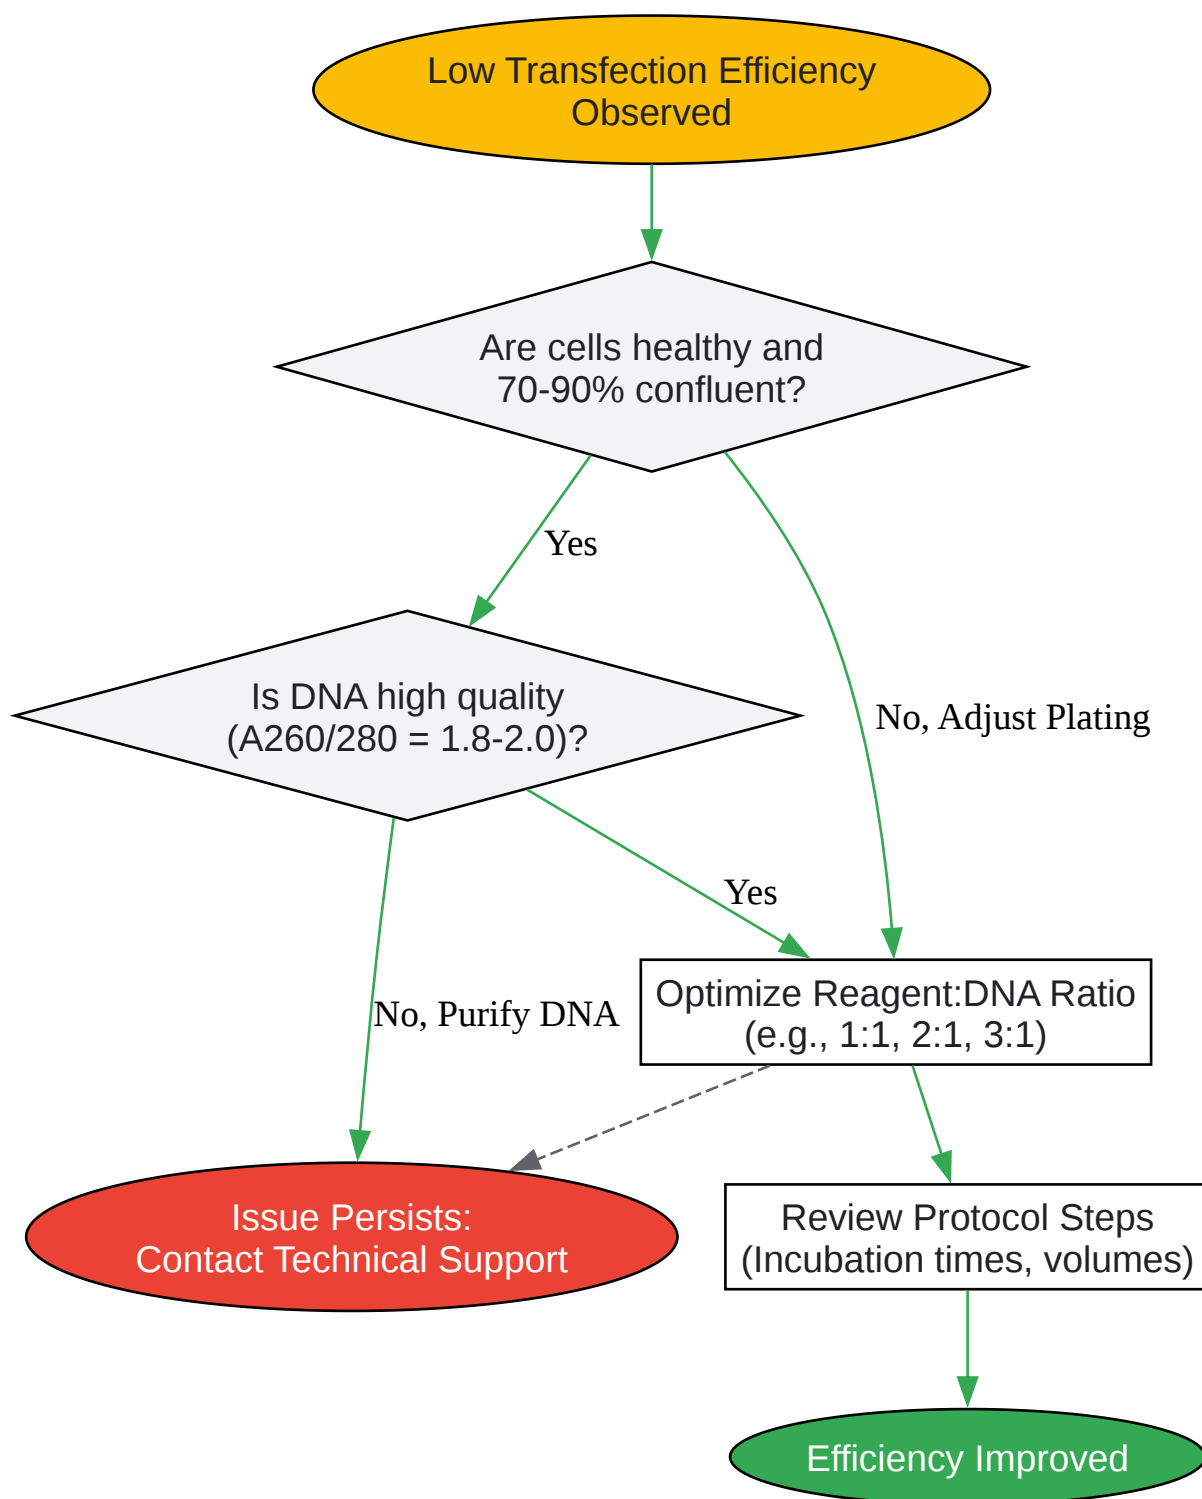 Low Transfection Efficiency
Observed
Are cells healthy and
70-90% confluent?
Yes
Is DNA high quality
(A260/280 = 1.8-2.0)?
No, Adjust Plating
Yes
No, Purify DNA
Optimize Reagent:DNA Ratio
(e.g., 1:1, 2:1, 3:1)
Issue Persists:
Contact Technical Support
Review Protocol Steps
(Incubation times, volumes)
Efficiency Improved